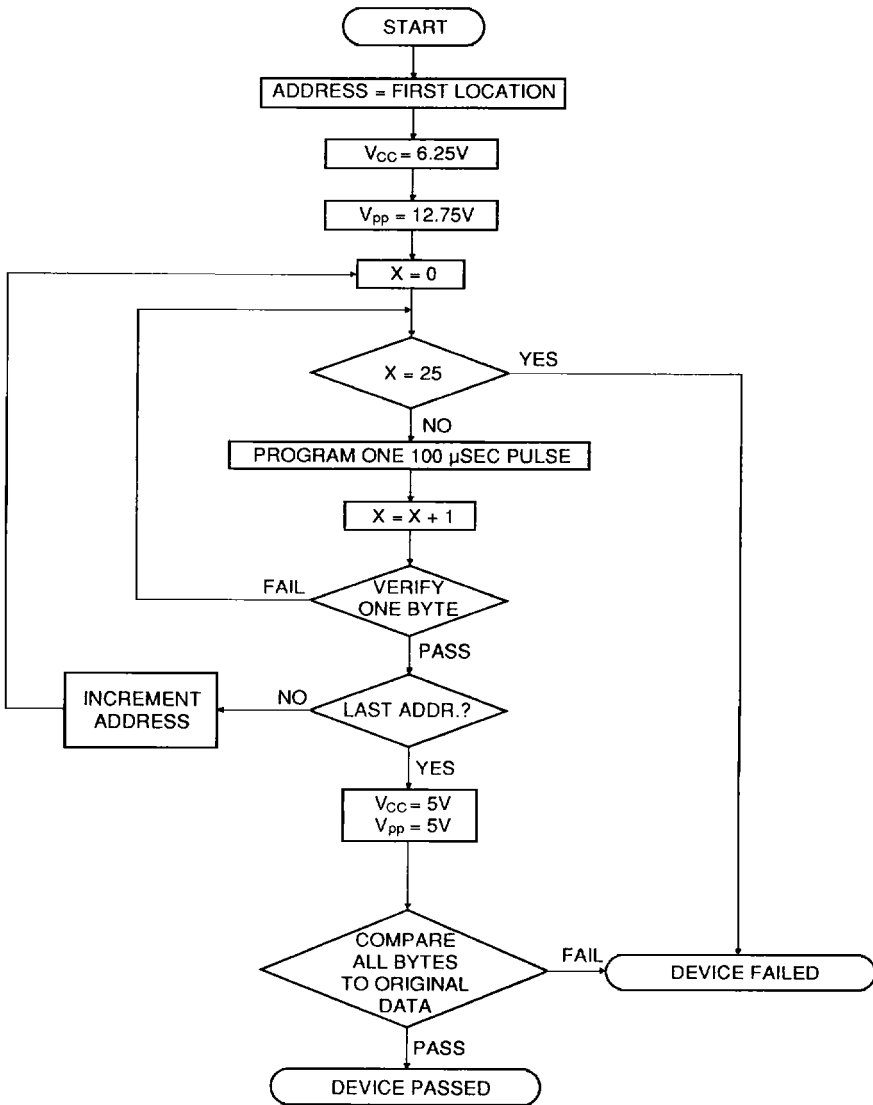 START
ADDRESS = FIRST LOCATION
VCC = 6.25V
Vpp = 12.75V
X = 0
X = 25
YES
NO
PROGRAM ONE 100 µSEC PULSE
X = X + 1
FAIL
VERIFY
ONE BYTE
PASS
INCREMENT
ADDRESS
NO
LAST ADDR.?
YES
VCC = 5V
Vpp = 5V
COMPARE
ALL BYTES
TO ORIGINAL
DATA
FAIL
DEVICE FAILED
PASS
DEVICE PASSED